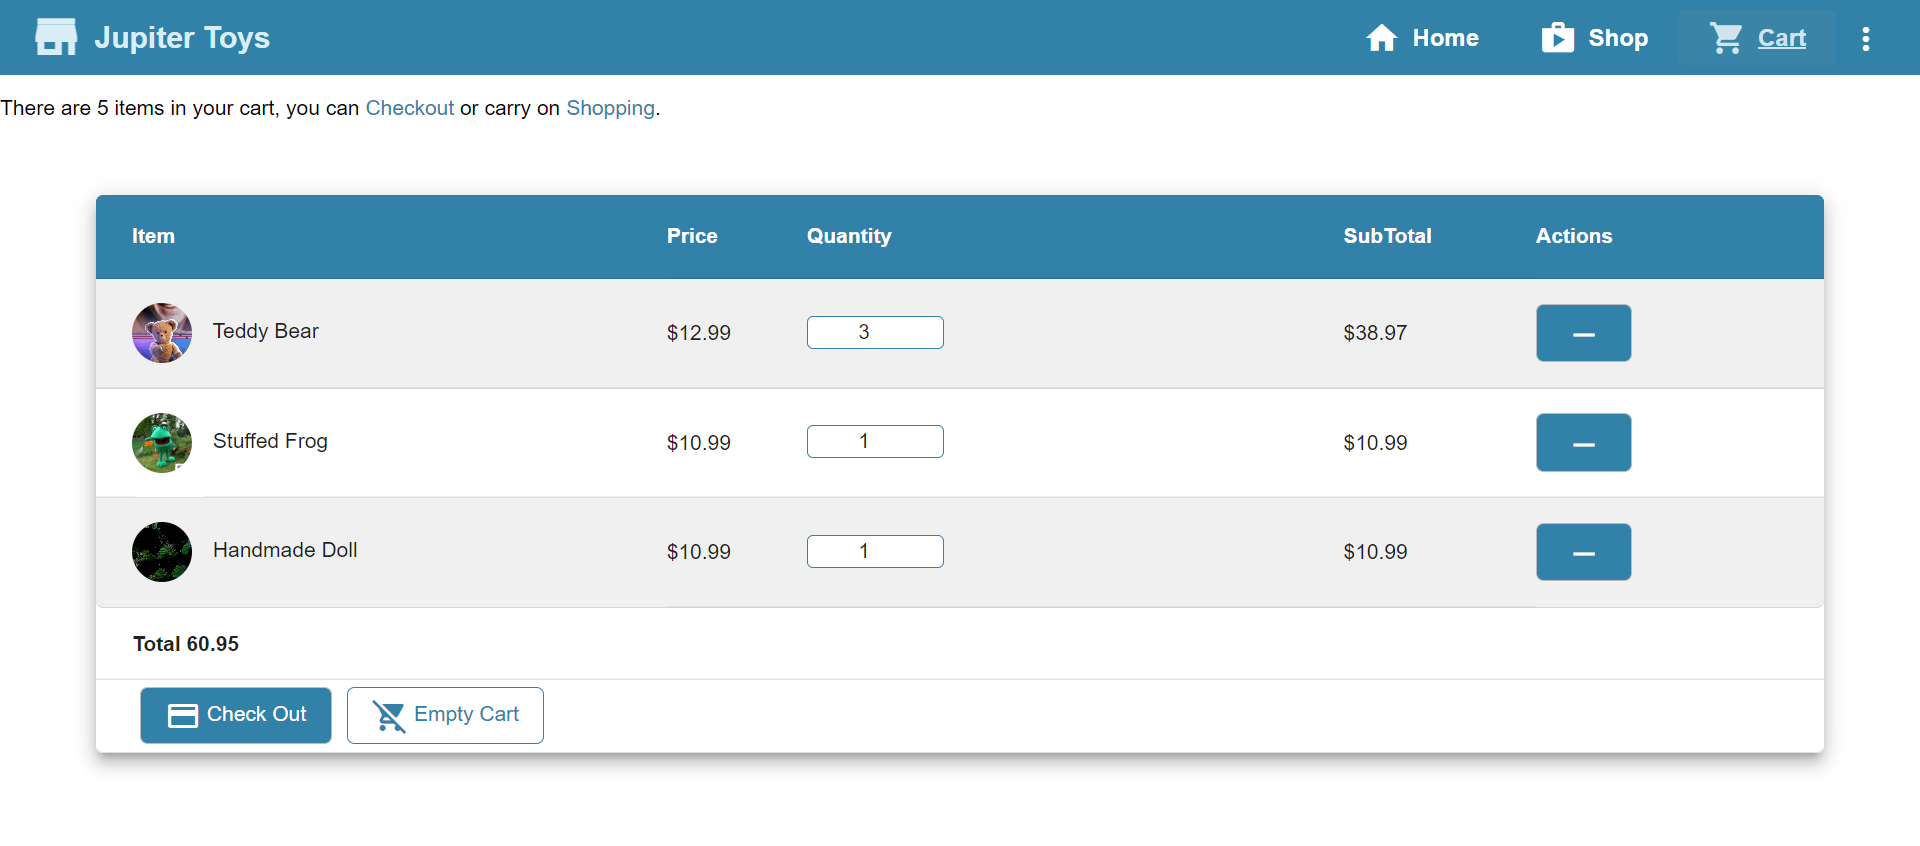 Jupiter Toys Home Shop Cart
There are 5 items in your cart, you can Checkout or carry on Shopping.
Item Price Quantity SubTotal Actions
Teddy Bear $12.99 3 $38.97
Stuffed Frog $10.99 1 $10.99
Handmade Doll $10.99 1 $10.99
Total 60.95
Check Out Empty Cart